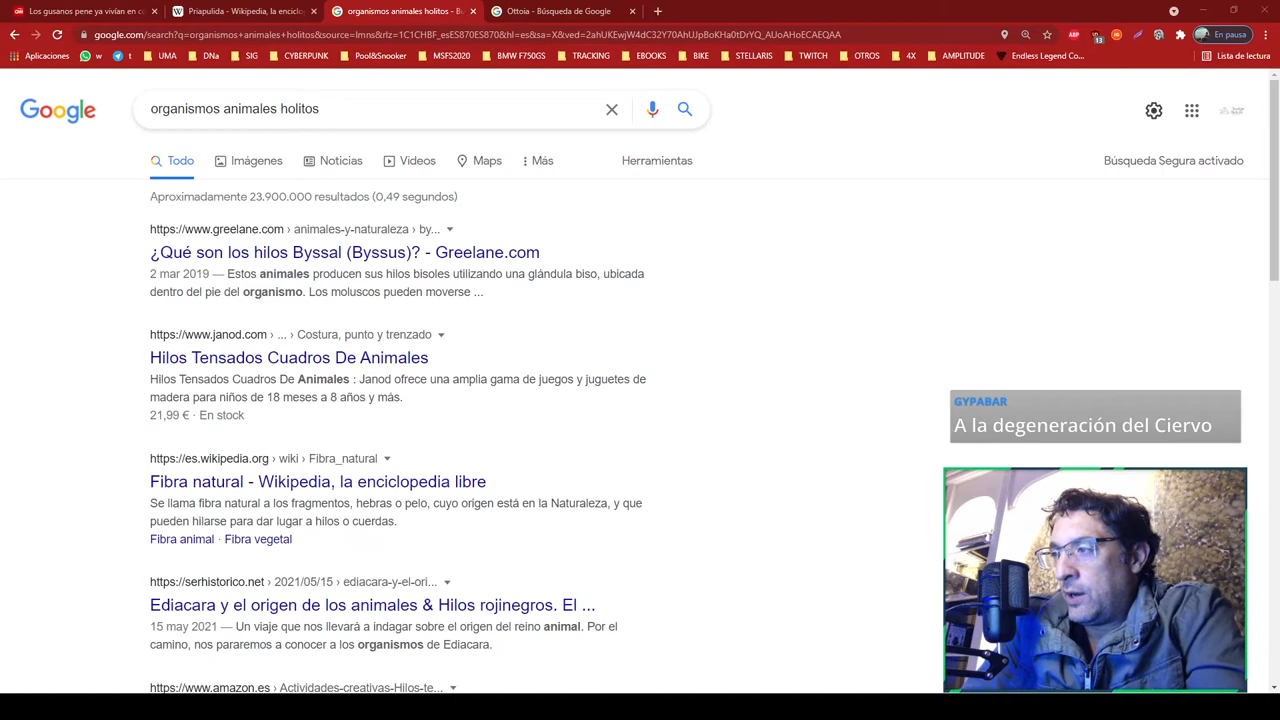 Los gusanos pene ya vivían en c
Priapulida - Wikipedia, la enciclo
organismos animales holitos - Bu
Ottoia - Búsqueda de Google
google.com/search?q=organismos+animales+holitos&source=lmns&rlz=1C1CHBF_esES870ES870&hl=es&sa=X&ved=2ahUKEwjW4dC32Y70AhUJpBoKHa0tDrYQ_AUoAHoECAEQAA
13
En pausa
Aplicaciones
w
t
UMA
DNa
SIG
CYBERPUNK
Pool&Snooker
MSFS2020
BMW F750GS
TRACKING
EBOOKS
BIKE
STELLARIS
TWITCH
OTROS
4X
AMPLITUDE
Endless Legend Co...
Lista de lectura
Google
organismos animales holitos
Todo
Imágenes
Noticias
Videos
Maps
Más
Herramientas
Búsqueda Segura activado
Aproximadamente 23.900.000 resultados (0,49 segundos)
https://www.greelane.com › animales-y-naturaleza › by...
¿Qué son los hilos Byssal (Byssus)? - Greelane.com
2 mar 2019 — Estos animales producen sus hilos bisoles utilizando una glándula biso, ubicada
dentro del pie del organismo. Los moluscos pueden moverse ...
https://www.janod.com › ... › Costura, punto y trenzado
Hilos Tensados Cuadros De Animales
Hilos Tensados Cuadros De Animales : Janod ofrece una amplia gama de juegos y juguetes de
madera para niños de 18 meses a 8 años y más.
21,99 € · En stock
https://es.wikipedia.org › wiki › Fibra_natural
Fibra natural - Wikipedia, la enciclopedia libre
Se llama fibra natural a los fragmentos, hebras o pelo, cuyo origen está en la Naturaleza, y que
pueden hilarse para dar lugar a hilos o cuerdas.
Fibra animal · Fibra vegetal
https://serhistorico.net › 2021/05/15 › ediacara-y-el-ori...
Ediacara y el origen de los animales & Hilos rojinegros. El ...
15 may 2021 — Un viaje que nos llevará a indagar sobre el origen del reino animal. Por el
camino, nos pararemos a conocer a los organismos de Ediacara.
https://www.amazon.es › Actividades-creativas-Hilos-te...
GYPABAR
A la degeneración del Ciervo